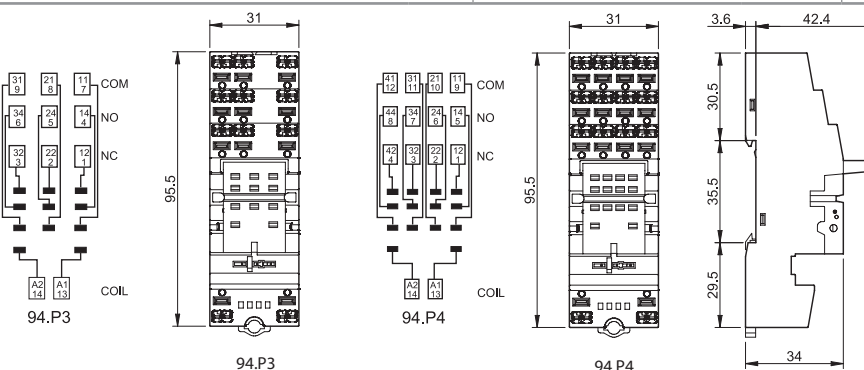 31
31
3.6
42.4
31 21 11
9 8 7
COM
34 24 14
6 5 4
NO
32 22 12
3 2 1
NC
A2 A1
14 13
COIL
94.P3
95.5
94.P3
41 31 21 11
12 11 10 9
COM
44 34 24 14
8 7 6 5
NO
42 32 22 12
4 3 2 1
NC
A2 A1
14 13
COIL
94.P4
95.5
94.P4
30.5
35.5
29.5
34